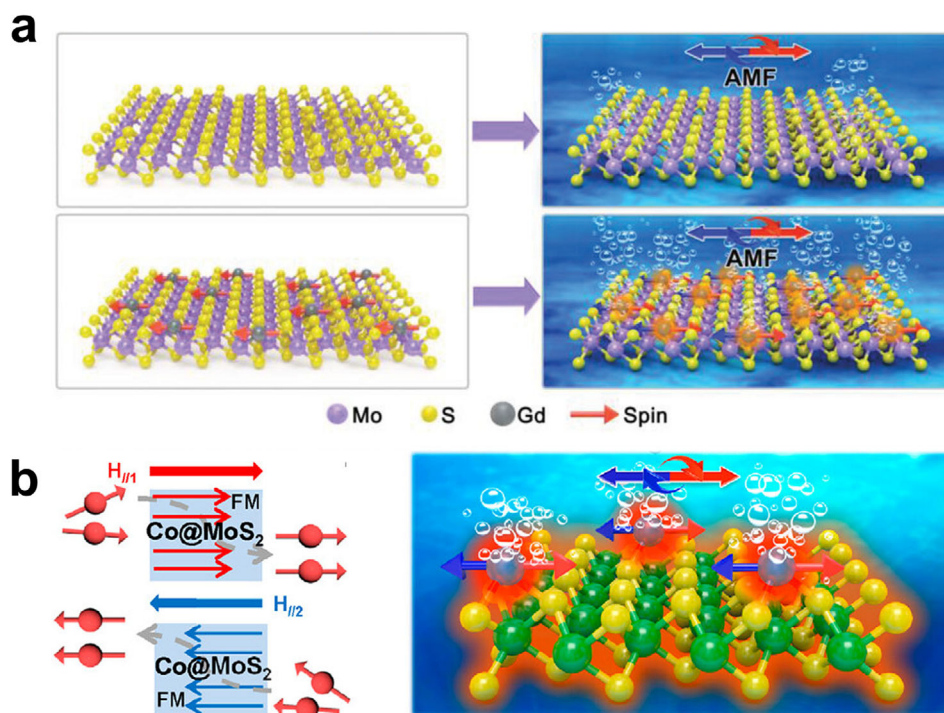 a
AMF
AMF
Mo S Gd Spin
b
H//1
FM
Co@MoS2
H//2
Co@MoS2
FM